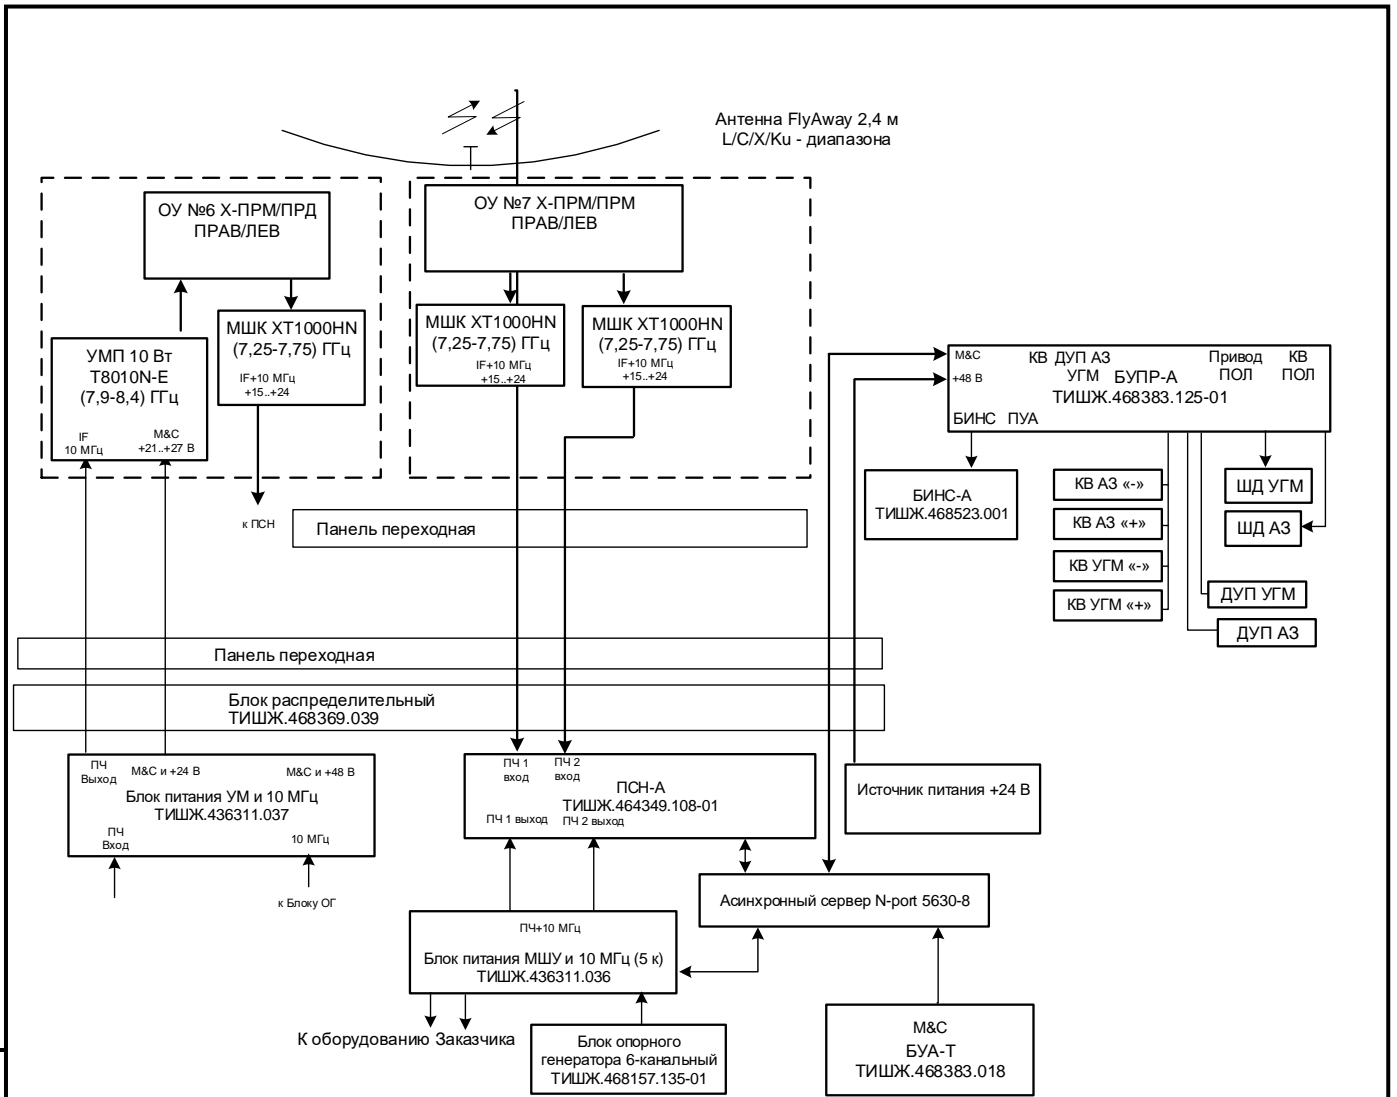 Антенна FlyAway 2,4 м
L/C/X/Ku - диапазона
ОУ №6 Х-ПРМ/ПРД
ПРАВ/ЛЕВ
ОУ №7 Х-ПРМ/ПРМ
ПРАВ/ЛЕВ
МШК XT1000HN
(7,25-7,75) ГГц
IF+10 МГц
+15..+24
МШК XT1000HN
(7,25-7,75) ГГц
IF+10 МГц
+15..+24
МШК XT1000HN
(7,25-7,75) ГГц
IF+10 МГц
+15..+24
УМП 10 Вт
T8010N-E
(7,9-8,4) ГГц
IF
10 МГц
M&C
+21..+27 В
к ПСН
M&C
+48 В
КВ ДУП АЗ
УГМ
БУПР-А
ТИШЖ.468383.125-01
Привод
ПОЛ
КВ
ПОЛ
БИНС ПУА
БИНС-А
ТИШЖ.468523.001
КВ АЗ «-»
КВ АЗ «+»
КВ УГМ «-»
КВ УГМ «+»
ШД УГМ
ШД АЗ
ДУП УГМ
ДУП АЗ
Панель переходная
Панель переходная
Блок распределительный
ТИШЖ.468369.039
ПЧ
Выход
M&C и +24 В
M&C и +48 В
Блок питания УМ и 10 МГц
ТИШЖ.436311.037
ПЧ
Вход
10 МГц
к Блоку ОГ
ПЧ 1
вход
ПЧ 2
вход
ПСН-А
ТИШЖ.464349.108-01
ПЧ 1 выход
ПЧ 2 выход
Источник питания +24 В
Асинхронный сервер N-port 5630-8
ПЧ+10 МГц
Блок питания МШУ и 10 МГц (5 к)
ТИШЖ.436311.036
К оборудованию Заказчика
Блок опорного
генератора 6-канальный
ТИШЖ.468157.135-01
M&C
БУА-Т
ТИШЖ.468383.018